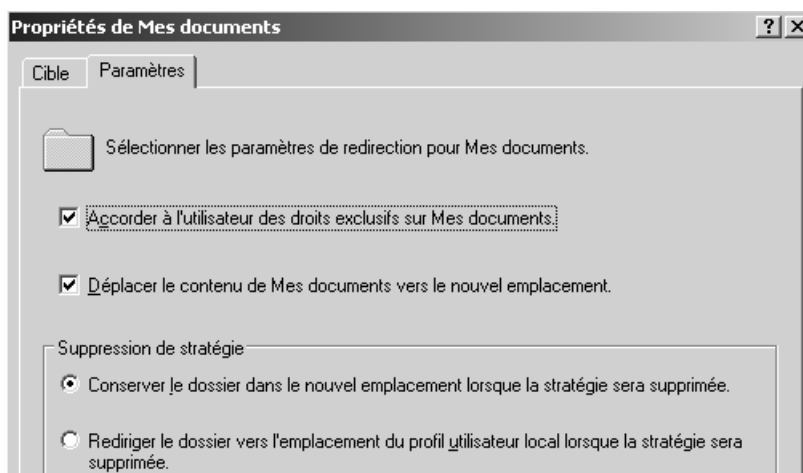 Propriétés de Mes documents
Cible
Paramètres
Sélectionner les paramètres de redirection pour Mes documents.
Accorder à l'utilisateur des droits exclusifs sur Mes documents.
Déplacer le contenu de Mes documents vers le nouvel emplacement.
Suppression de stratégie
Conserver le dossier dans le nouvel emplacement lorsque la stratégie sera supprimée.
Rediriger le dossier vers l'emplacement du profil utilisateur local lorsque la stratégie sera
supprimée.